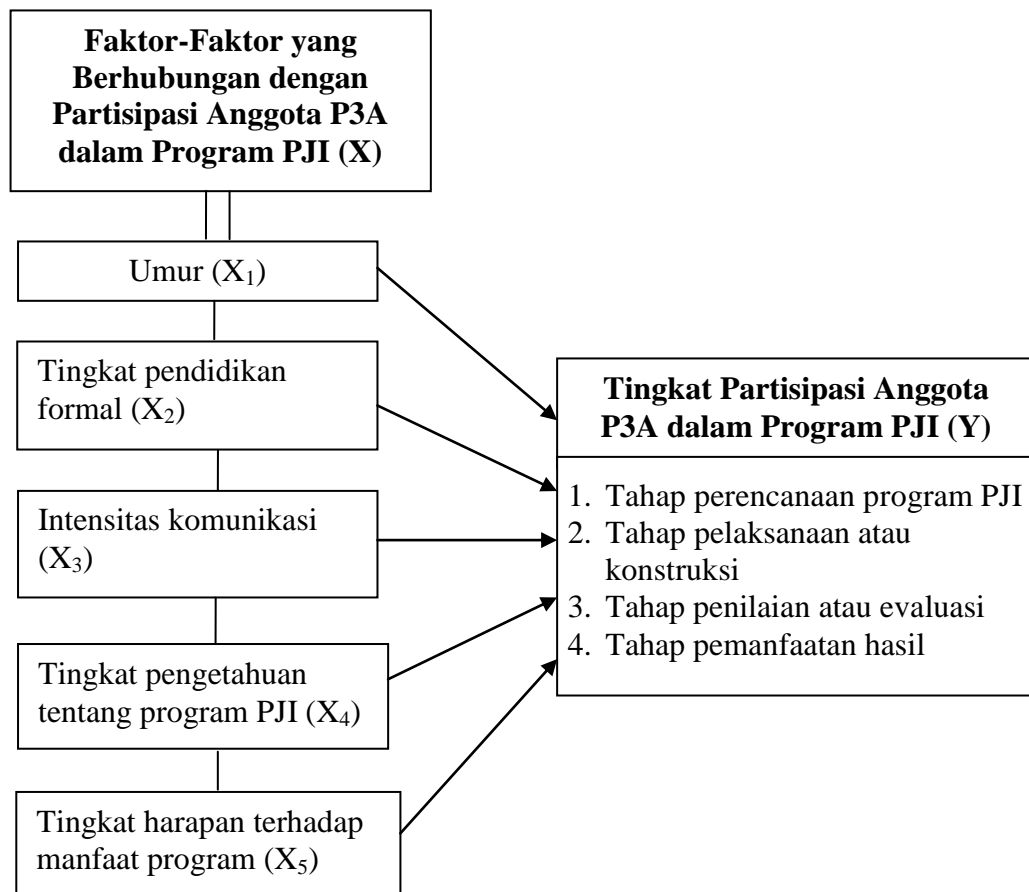 Faktor-Faktor yang
Berhubungan dengan
Partisipasi Anggota P3A
dalam Program PJI (X)
Umur (X₁)
Tingkat pendidikan
formal (X₂)
Intensitas komunikasi
(X₃)
Tingkat pengetahuan
tentang program PJI (X₄)
Tingkat harapan terhadap
manfaat program (X₅)
Tingkat Partisipasi Anggota
P3A dalam Program PJI (Y)
1. Tahap perencanaan program PJI
2. Tahap pelaksanaan atau
konstruksi
3. Tahap penilaian atau evaluasi
4. Tahap pemanfaatan hasil